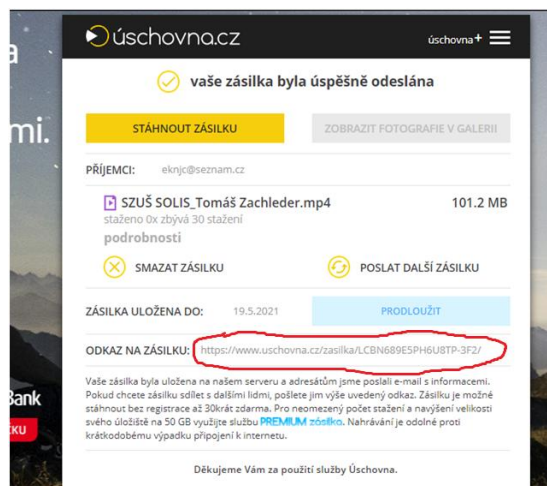 úschovna.cz
úschovna+
a
vaše zásilka byla úspěšně odeslána
mi.
STÁHNOUT ZÁSILKU
ZOBRAZIT FOTOGRAFIE V GALERII
PŘÍJEMCI: eknjc@seznam.cz
SZUŠ SOLIS_Tomáš Zachleder.mp4 101.2 MB
staženo 0x zbývá 30 stažení
podrobnosti
SMAZAT ZÁSILKU
POSLAT DALŠÍ ZÁSILKU
ZÁSILKA ULOŽENA DO: 19.5.2021 PRODLOUŽIT
ODKAZ NA ZÁSILKU: https://www.uschovna.cz/zasilka/LCBN689E5PH6U8TP-3F2/
Vaše zásilka byla uložena na našem serveru a adresátům jsme poslali e-mail s informacemi.
Pokud chcete zásilku sdílet s dalšími lidmi, pošlete jim výše uvedený odkaz. Zásilku je možné
stáhnout bez registrace až 30krát zdarma. Pro neomezený počet stažení a navýšení velikosti
svého úložiště na 50 GB využijte službu PREMIUM zásilka. Nahrávání je odolné proti
krátkodobému výpadku připojení k internetu.
Bank
KU
Děkujeme Vám za použití služby Úschovna.